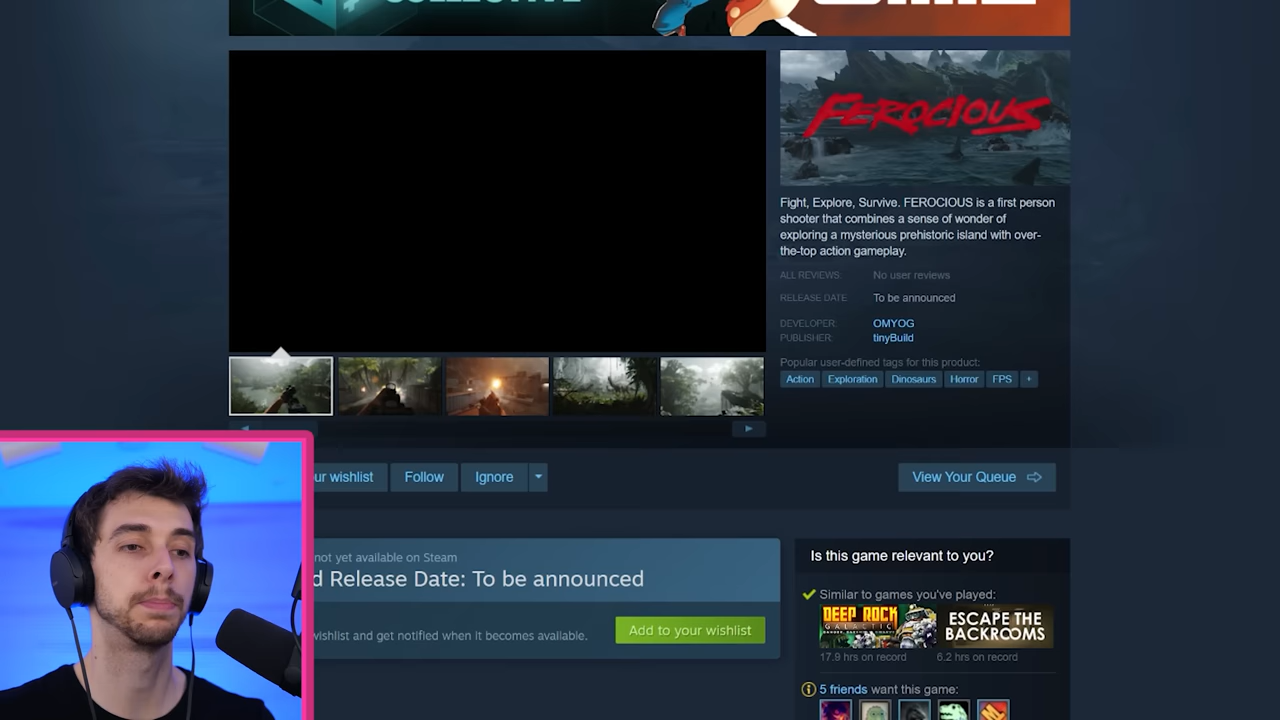 FEROCIOUS
Fight, Explore, Survive. FEROCIOUS is a first person
shooter that combines a sense of wonder of
exploring a mysterious prehistoric island with over-
the-top action gameplay.
ALL REVIEWS: No user reviews
RELEASE DATE: To be announced
DEVELOPER: OMYOG
PUBLISHER: tinyBuild
Popular user-defined tags for this product:
Action Exploration Dinosaurs Horror FPS +
wishlist Follow Ignore View Your Queue
not yet available on Steam
Release Date: To be announced
wishlist and get notified when it becomes available. Add to your wishlist
Is this game relevant to you?
Similar to games you've played:
DEEP ROCK
GALACTIC
ESCAPE THE
BACKROOMS
17.9 hrs on record 6.2 hrs on record
5 friends want this game: